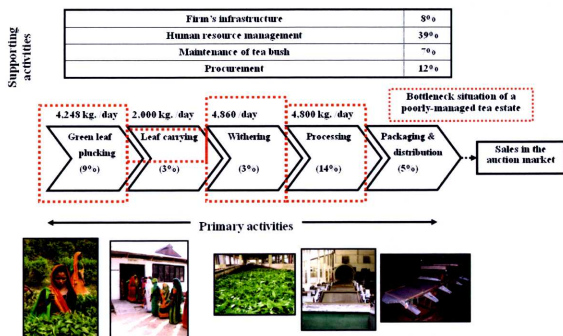 Supporting
activities
Firm's infrastructure 8%
Human resource management 39%
Maintenance of tea bush 7%
Procurement 12%
Bottleneck situation of a
poorly-managed tea estate
4.248 kg. day 2.000 kg. day 4.860 day 4.800 kg. day
Green leaf
plucking
(9%)
Leaf carrying
(3%)
Withering
(3%)
Processing
(14%)
Packaging &
distribution
(5%)
Sales in the
auction market
Primary activities